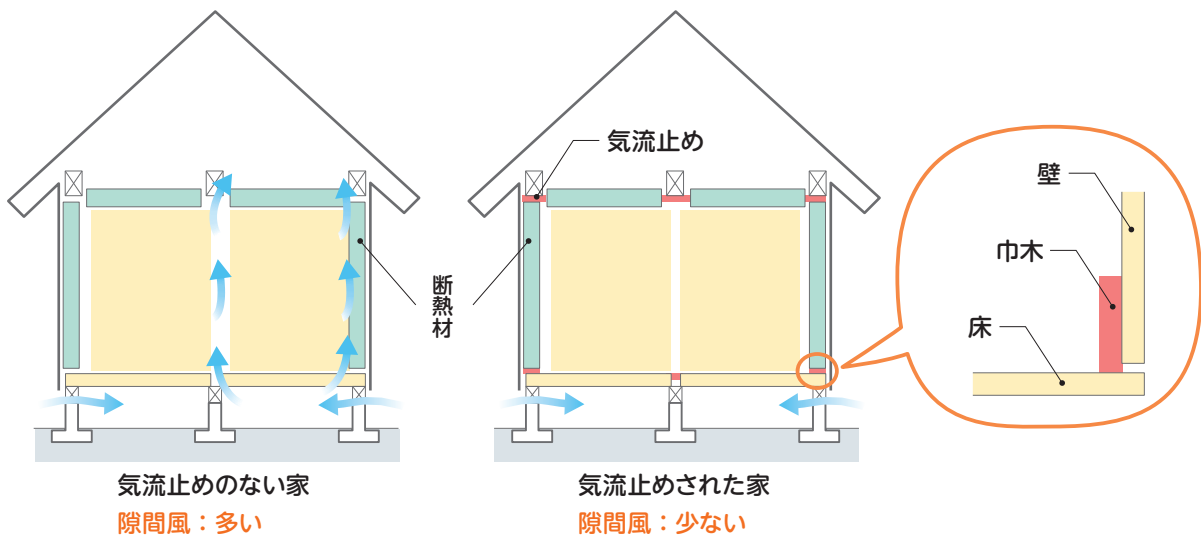 気流止め
断熱材
壁
巾木
床
気流止めのない家
隙間風：多い
気流止めされた家
隙間風：少ない